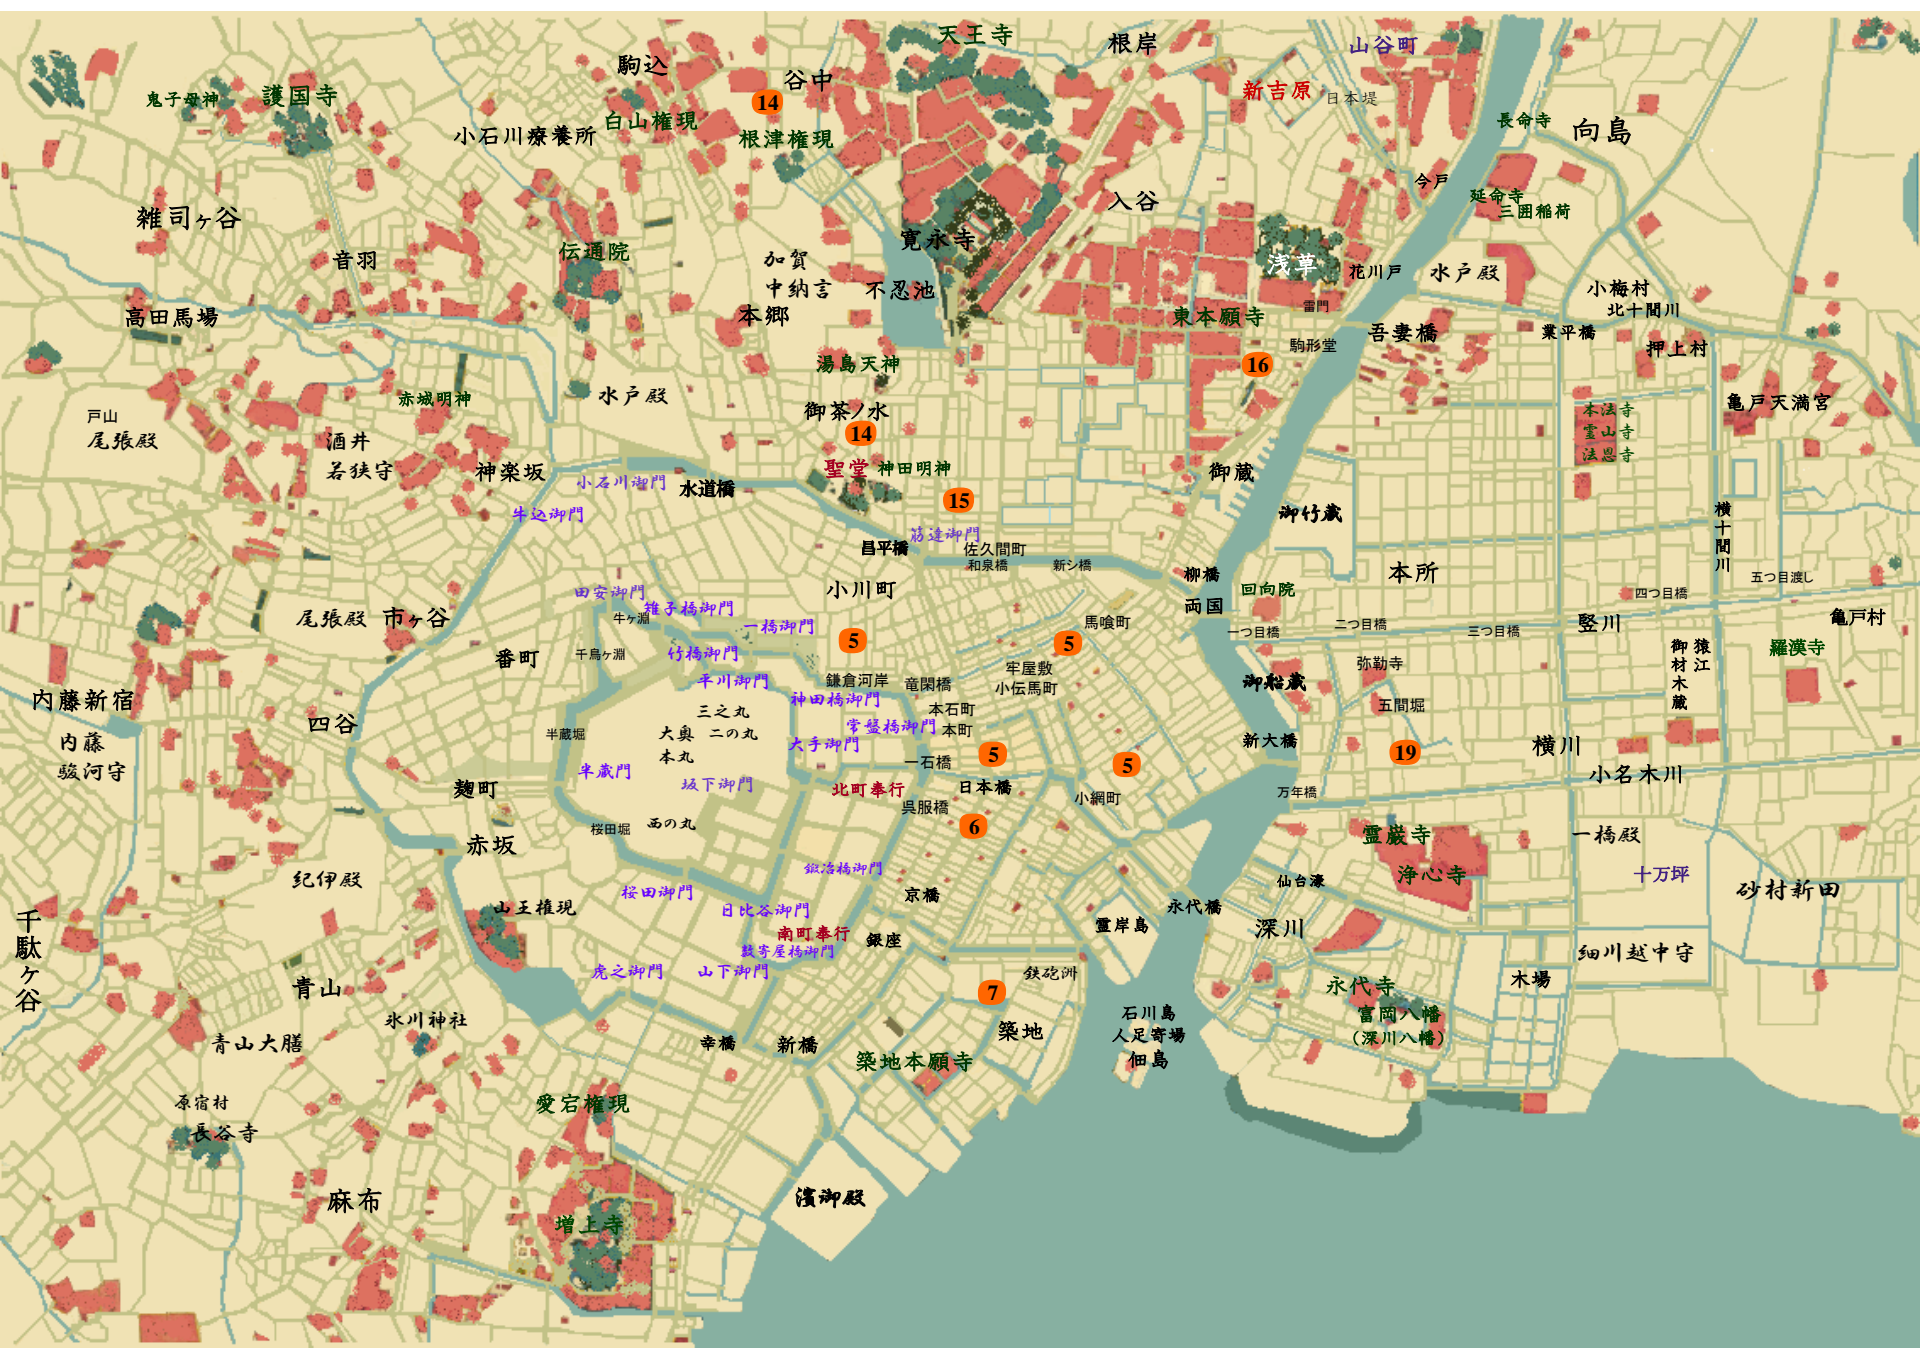 天王寺
根岸
山谷町
駒込
谷中
新吉原
日本堤
鬼子母神
護国寺
14
白山権現
根津権現
小石川療養所
長命寺
向島
今戸
延命寺
三囲稲荷
雑司ヶ谷
入谷
音羽
伝通院
加賀
中納言
寛永寺
不忍池
浅草
花川戸
水戸殿
小梅村
北十間川
雷門
高田馬場
本郷
東本願寺
吾妻橋
業平橋
押上村
駒形堂
湯島天神
16
赤城明神
水戸殿
御茶ノ水
14
戸山
尾張殿
酒井
若狭守
本法寺
霊山寺
法恩寺
亀戸天満宮
神楽坂
聖堂
神田明神
御蔵
小石川御門
水道橋
15
牛込御門
御竹蔵
横十間川
筋違御門
昌平橋
佐久間町
和泉橋
新シ橋
柳橋
本所
五つ目渡し
回向院
四つ目橋
小川町
田安御門
雉子橋御門
両国
尾張殿
市ヶ谷
牛ヶ淵
一橋御門
5
馬喰町
5
一つ目橋
二つ目橋
三つ目橋
竪川
亀戸村
番町
千鳥ヶ淵
竹橋御門
牢屋敷
小伝馬町
弥勒寺
猿江
御材木蔵
羅漢寺
平川御門
鎌倉河岸
竜閑橋
御船蔵
内藤新宿
神田橋御門
四谷
三之丸
本石町
五間堀
内藤
駿河守
大奥
二の丸
常盤橋御門
本町
半蔵堀
本丸
大手御門
新大橋
19
横川
一石橋
5
5
小名木川
半蔵門
坂下御門
北町奉行
日本橋
麹町
呉服橋
小網町
万年橋
桜田堀
西の丸
6
赤坂
霊巌寺
一橋殿
鍛冶橋御門
浄心寺
十万坪
紀伊殿
桜田御門
京橋
仙台濠
砂村新田
山王権現
日比谷御門
永代橋
千駄ヶ谷
南町奉行
銀座
霊岸島
深川
数寄屋橋御門
細川越中守
虎之御門
山下御門
鉄砲洲
木場
青山
7
永代寺
氷川神社
築地
石川島
人足寄場
佃島
富岡八幡
(深川八幡)
青山大膳
幸橋
新橋
築地本願寺
原宿村
愛宕権現
長谷寺
麻布
濱御殿
増上寺